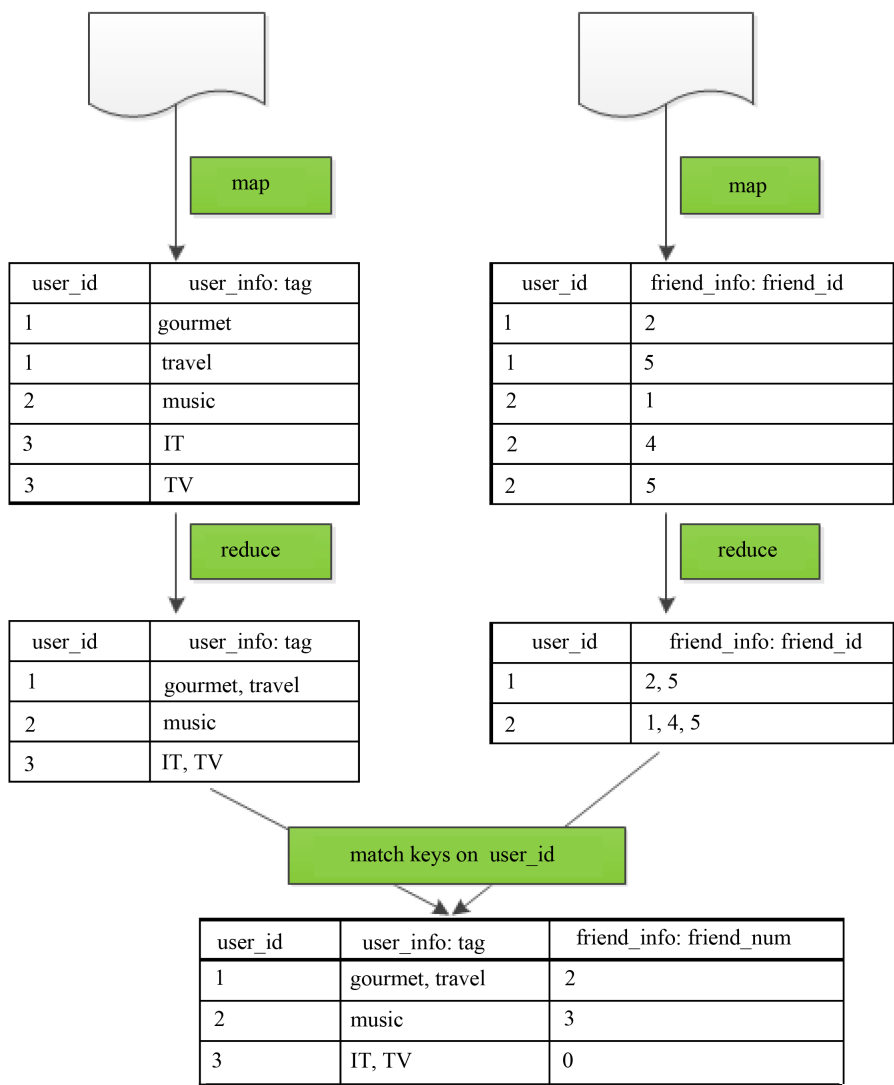 map
map
user_id user_info: tag
1 gourmet
1 travel
2 music
3 IT
3 TV
user_id friend_info: friend_id
1 2
1 5
2 1
2 4
2 5
reduce
reduce
user_id user_info: tag
1 gourmet, travel
2 music
3 IT, TV
user_id friend_info: friend_id
1 2, 5
2 1, 4, 5
match keys on user_id
user_id user_info: tag friend_info: friend_num
1 gourmet, travel 2
2 music 3
3 IT, TV 0